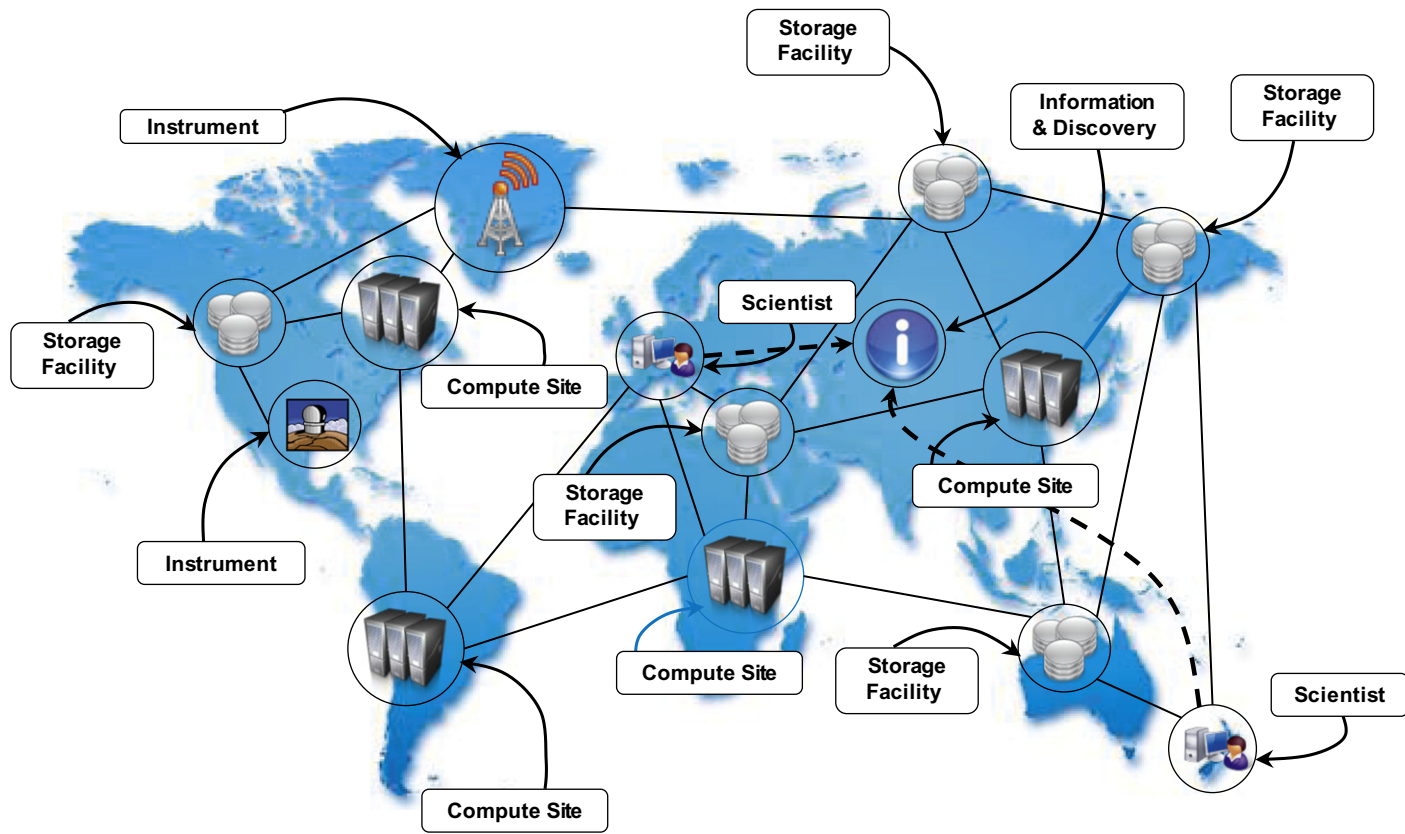 Storage
Facility
Information
& Discovery
Storage
Facility
Instrument
Scientist
Storage
Facility
Compute Site
Compute Site
Storage
Facility
Instrument
Compute Site
Storage
Facility
Scientist
Compute Site
i